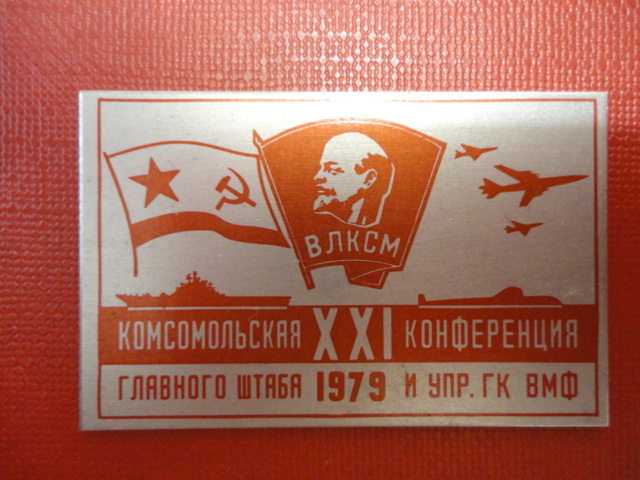 ВЛКСМ
КОМСОМОЛЬСКАЯ XXI КОНФЕРЕНЦИЯ
ГЛАВНОГО ШТАБА 1979 И УПР. ГК ВМФ